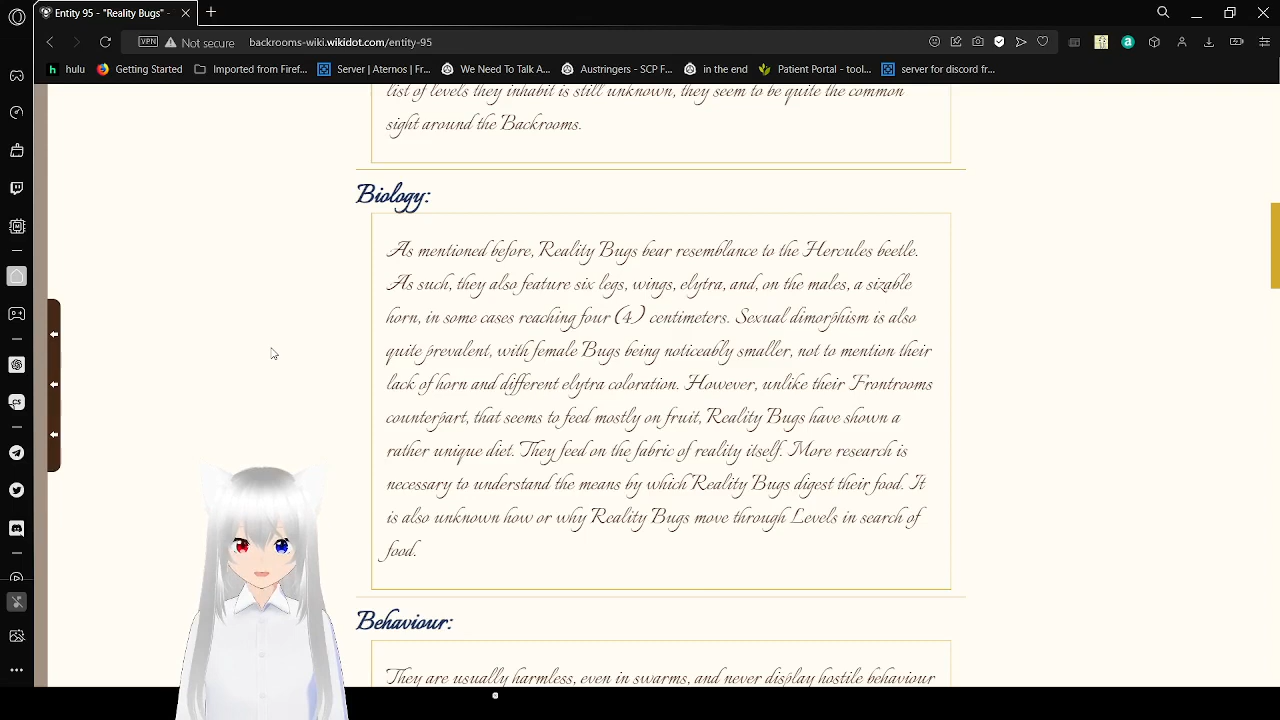 Entity 95 - "Reality Bugs" -
VPN Not secure backrooms-wiki.wikidot.com/entity-95
hulu Getting Started Imported from Firef... Server | Aternos | Fr... We Need To Talk A... Austringers - SCP F... in the end Patient Portal - tool... server for discord fr...
list of levels they inhabit is still unknown, they seem to be quite the common
sight around the Backrooms.
Biology:
As mentioned before, Reality Bugs bear resemblance to the Hercules beetle.
As such, they also feature six legs, wings, elytra, and, on the males, a sizable
horn, in some cases reaching four (4) centimeters. Sexual dimorphism is also
quite prevalent, with female Bugs being noticeably smaller, not to mention their
lack of horn and different elytra coloration. However, unlike their Frontrooms
counterpart, that seems to feed mostly on fruit, Reality Bugs have shown a
rather unique diet. They feed on the fabric of reality itself. More research is
necessary to understand the means by which Reality Bugs digest their food. It
is also unknown how or why Reality Bugs move through Levels in search of
food.
Behaviour:
They are usually harmless, even in swarms, and never display hostile behaviour